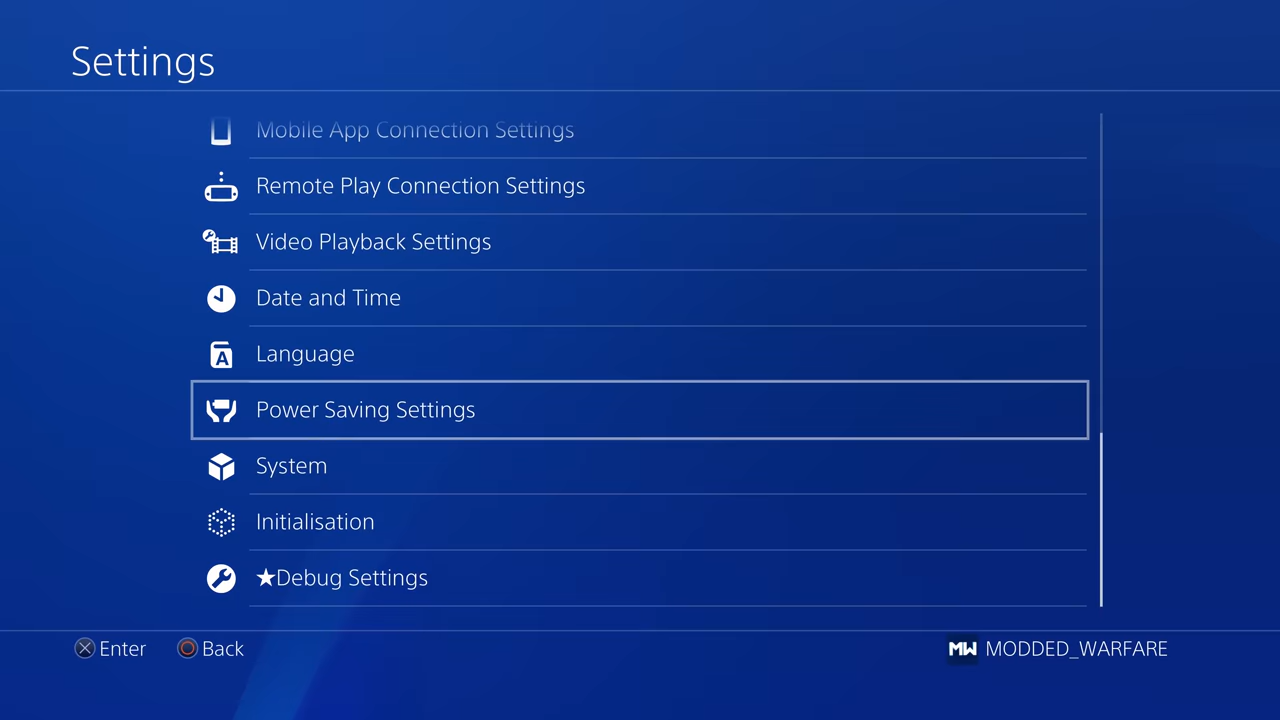 Settings
Mobile App Connection Settings
Remote Play Connection Settings
Video Playback Settings
Date and Time
A Language
Power Saving Settings
System
Initialisation
★Debug Settings
Enter Back MW MODDED_WARFARE